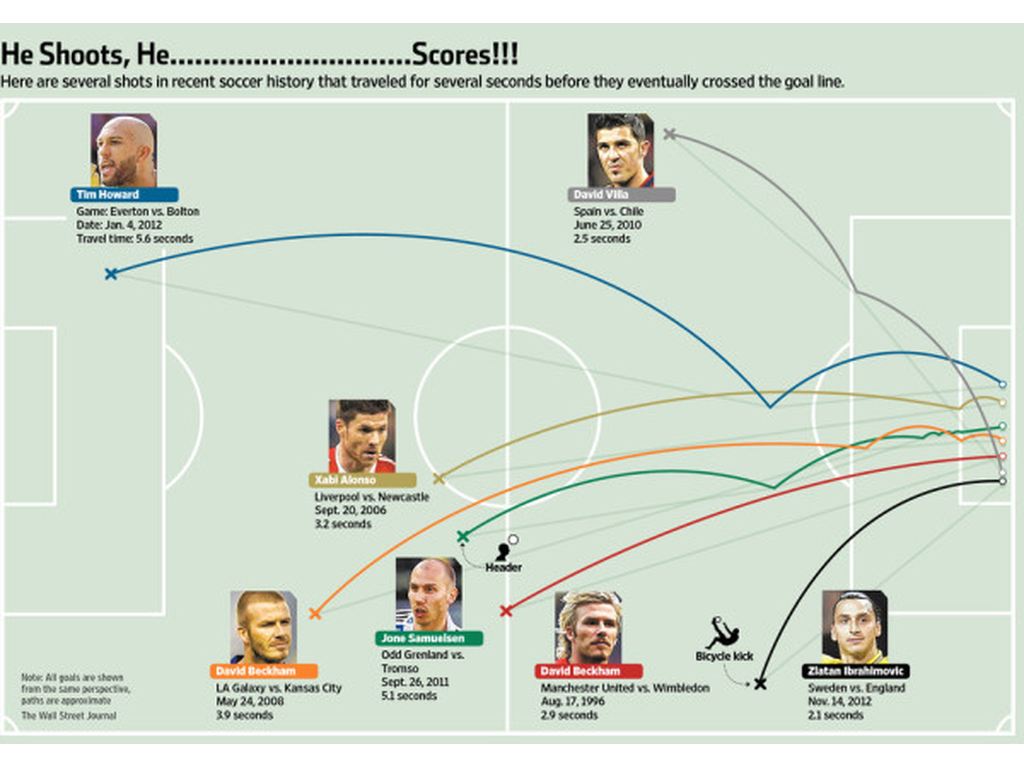 He Shoots, He..............................Scores!!!
Here are several shots in recent soccer history that traveled for several seconds before they eventually crossed the goal line.
Tim Howard
Game: Everton vs. Bolton
Date: Jan. 4, 2012
Travel time: 5.6 seconds
David Villa
Spain vs. Chile
June 25, 2010
2.5 seconds
Xabi Alonso
Liverpool vs. Newcastle
Sept. 20, 2006
3.2 seconds
Header
David Beckham
LA Galaxy vs. Kansas City
May 24, 2008
3.9 seconds
Jone Samuelsen
Odd Grenland vs.
Tromso
Sept. 26, 2011
5.1 seconds
David Beckham
Manchester United vs. Wimbledon
Aug. 17, 1996
2.9 seconds
Bicycle kick
Zlatan Ibrahimovic
Sweden vs. England
Nov. 14, 2012
2.1 seconds
Note: All goals are shown
from the same perspective,
paths are approximate
The Wall Street Journal